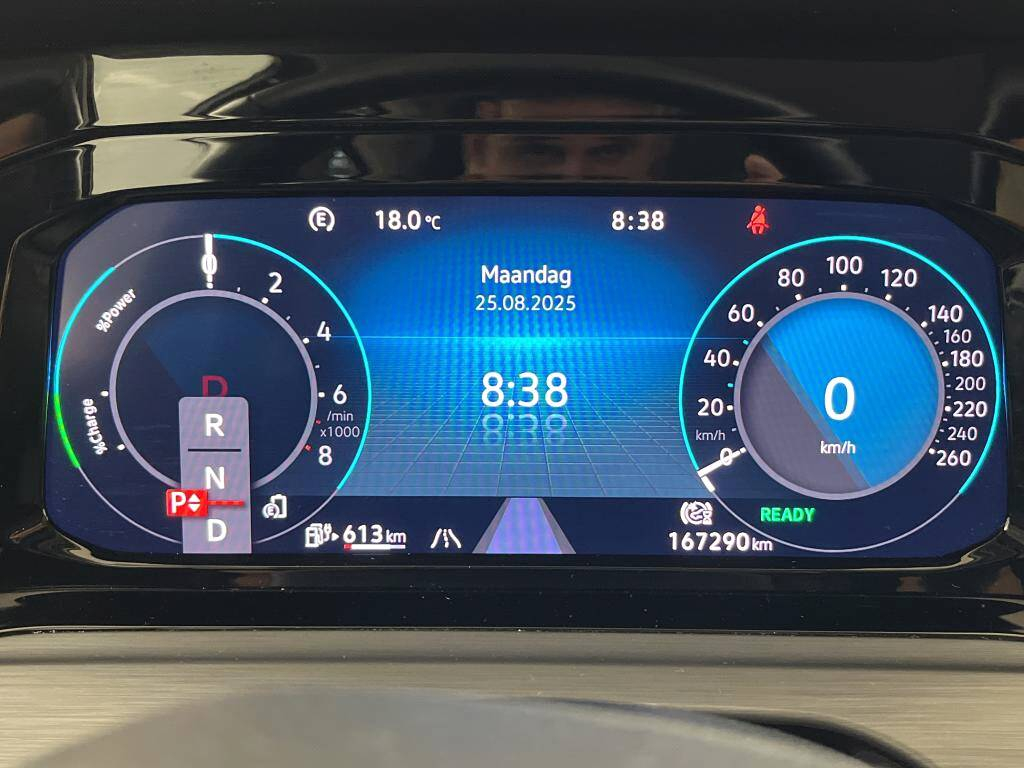 E 18.0°C 8:38
Maandag
25.08.2025
8:38
%Power
%Charge
0
2
4
6
8
/min
x1000
D
R
N
P
D
E
613 km
0
20
40
60
80
100
120
140
160
180
200
220
240
260
km/h
0
km/h
READY
167290 km